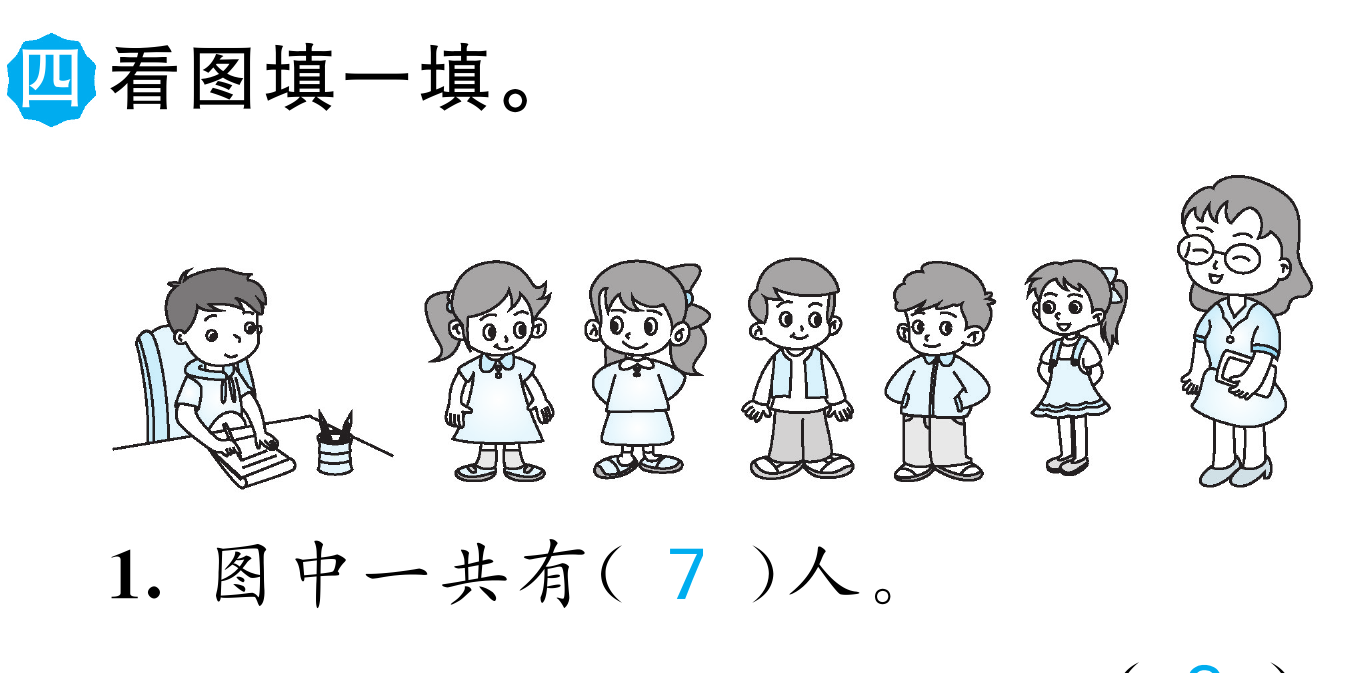 四 看图填一填。
1. 图中一共有( 7 )人。